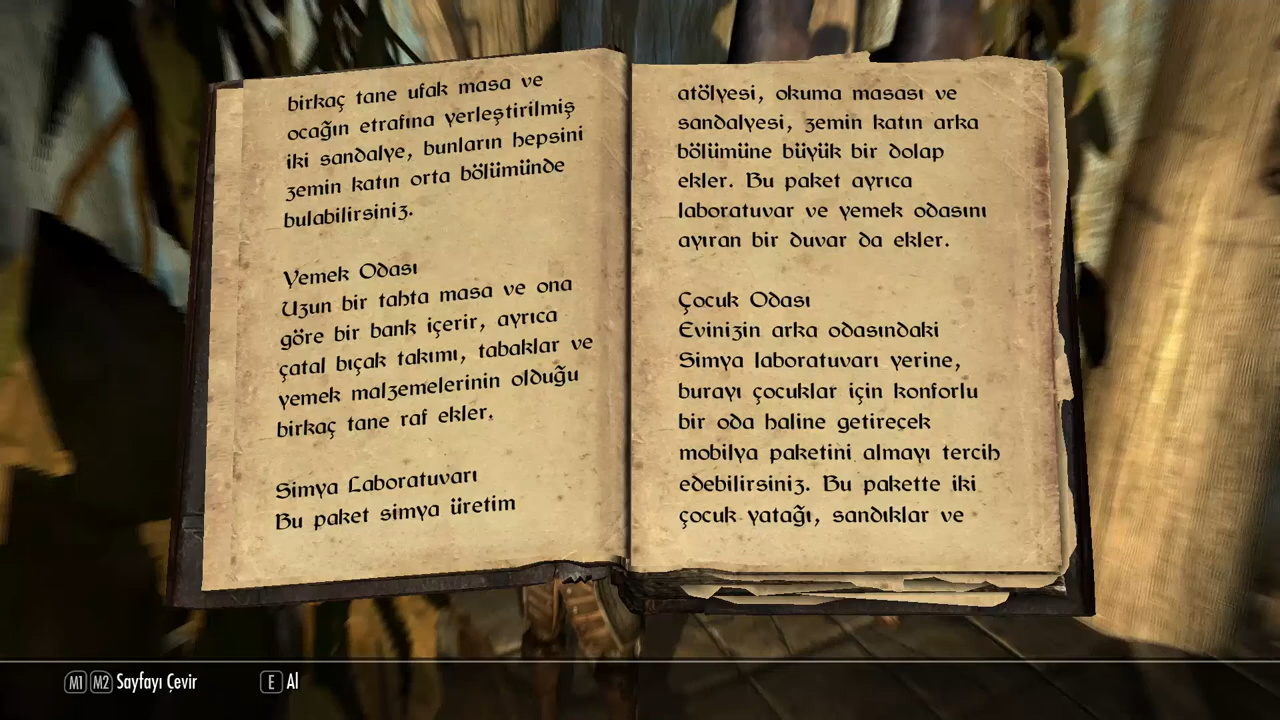 birkaç tane ufak masa ve
ocağın etrafına yerleştirilmiş
iki sandalye, bunların hepsini
zemin katın orta bölümünde
bulabilirsiniz.
Yemek Odası
Uzun bir tahta masa ve ona
göre bir bank içerir, ayrıca
çatal bıçak takımı, tabaklar ve
yemek malzemelerinin olduğu
birkaç tane raf ekler.
Simya Laboratuvarı
Bu paket simya üretim
atölyesi, okuma masası ve
sandalyesi, zemin katın arka
bölümüne büyük bir dolap
ekler. Bu paket ayrıca
laboratuvar ve yemek odasını
ayıran bir duvar da ekler.
Çocuk Odası
Evinizin arka odasındaki
Simya laboratuvarı yerine,
burayı çocuklar için konforlu
bir oda haline getirecek
mobilya paketini almayı tercih
edebilirsiniz. Bu pakette iki
çocuk yatağı, sandıklar ve
M1 M2 Sayfayı Çevir
E Al